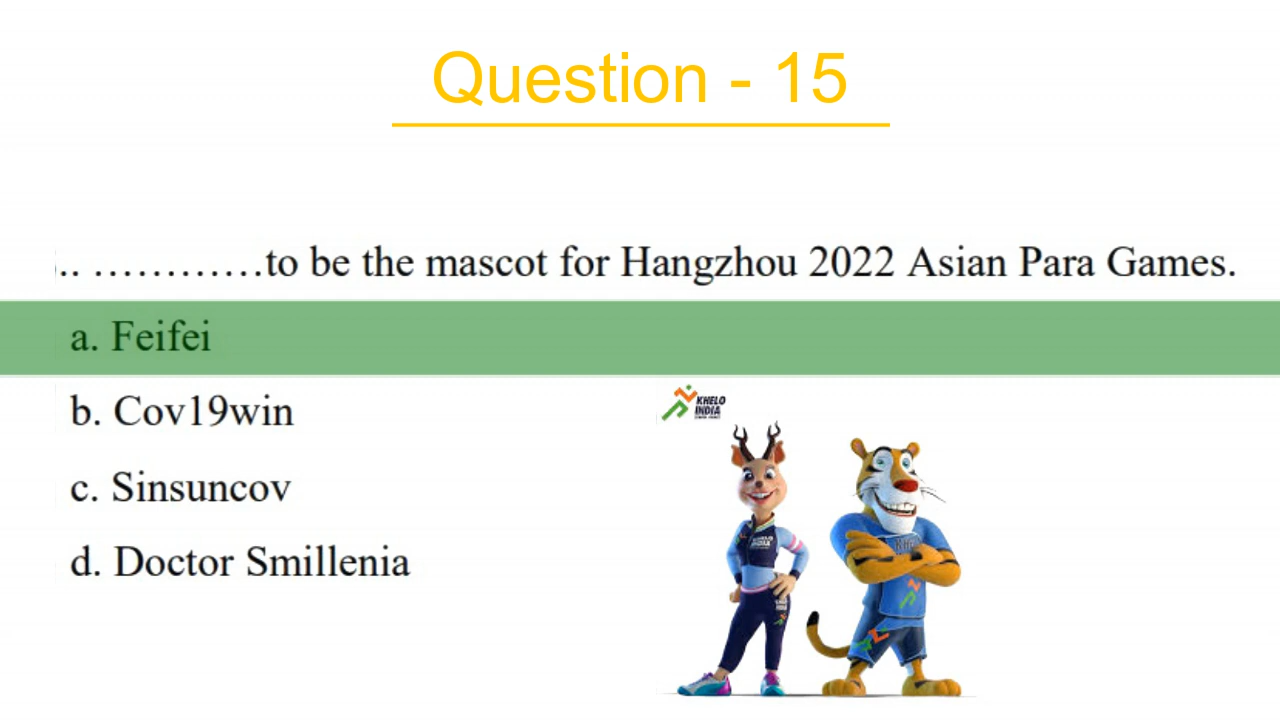 Question - 15
.. …………to be the mascot for Hangzhou 2022 Asian Para Games.
a. Feifei
b. Cov19win
c. Sinsuncov
d. Doctor Smillenia
KHELO
INDIA